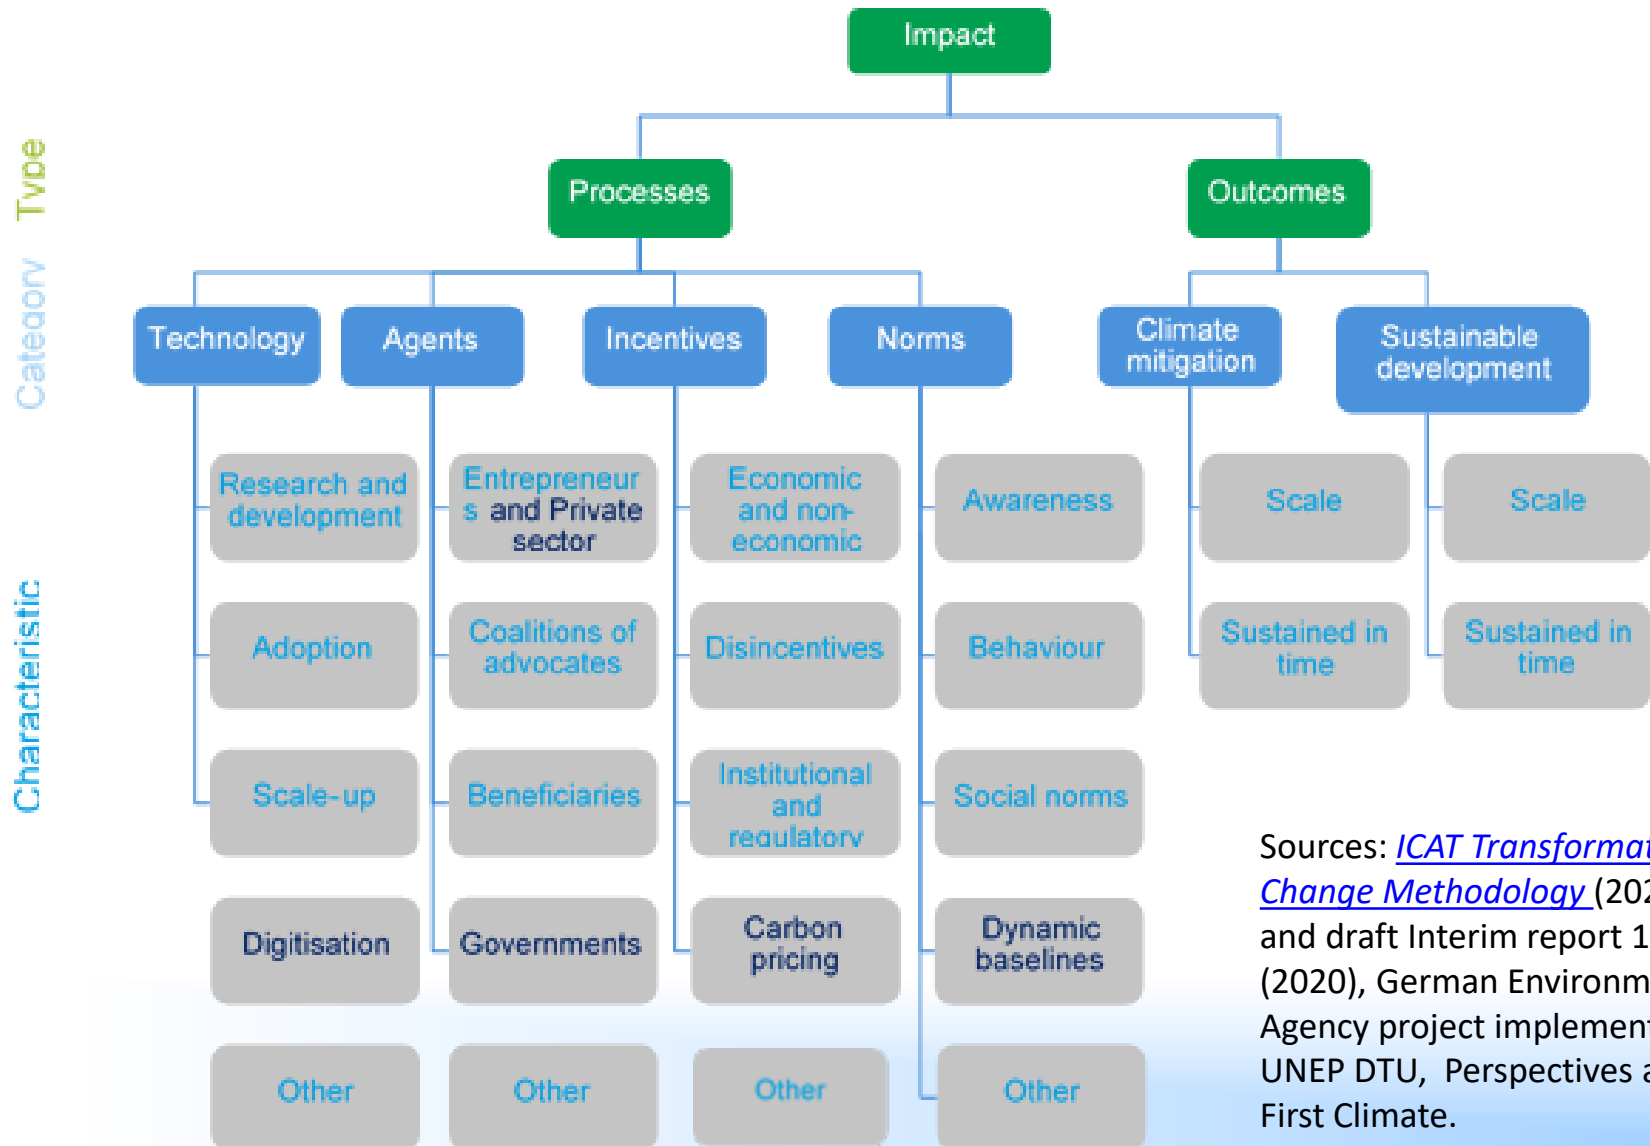 Impact
Type
Processes
Outcomes
Category
Technology
Agents
Incentives
Norms
Climate
mitigation
Sustainable
development
Characteristic
Research and
development
Entrepreneur
s and Private
sector
Economic
and non-
economic
Awareness
Scale
Scale
Adoption
Coalitions of
advocates
Disincentives
Behaviour
Sustained in
time
Sustained in
time
Scale-up
Beneficiaries
Institutional
and
regulatory
Social norms
Digitisation
Governments
Carbon
pricing
Dynamic
baselines
Other
Other
Other
Other
Sources: ICAT
Change Methodology
and draft Interim report 1
(2020), German
Agency project
UNEP DTU, Perspectives
First Climate.